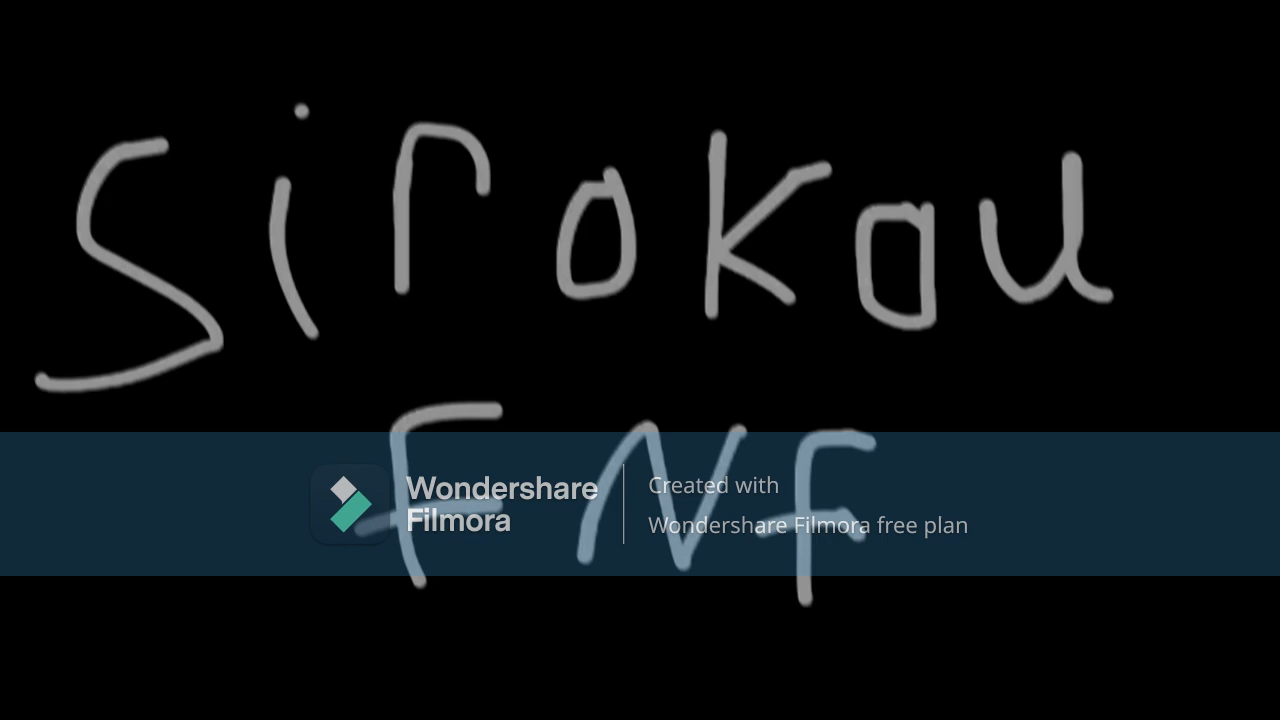 Sirokau
FNF
Wondershare
Filmora
Created with
Wondershare Filmora free plan